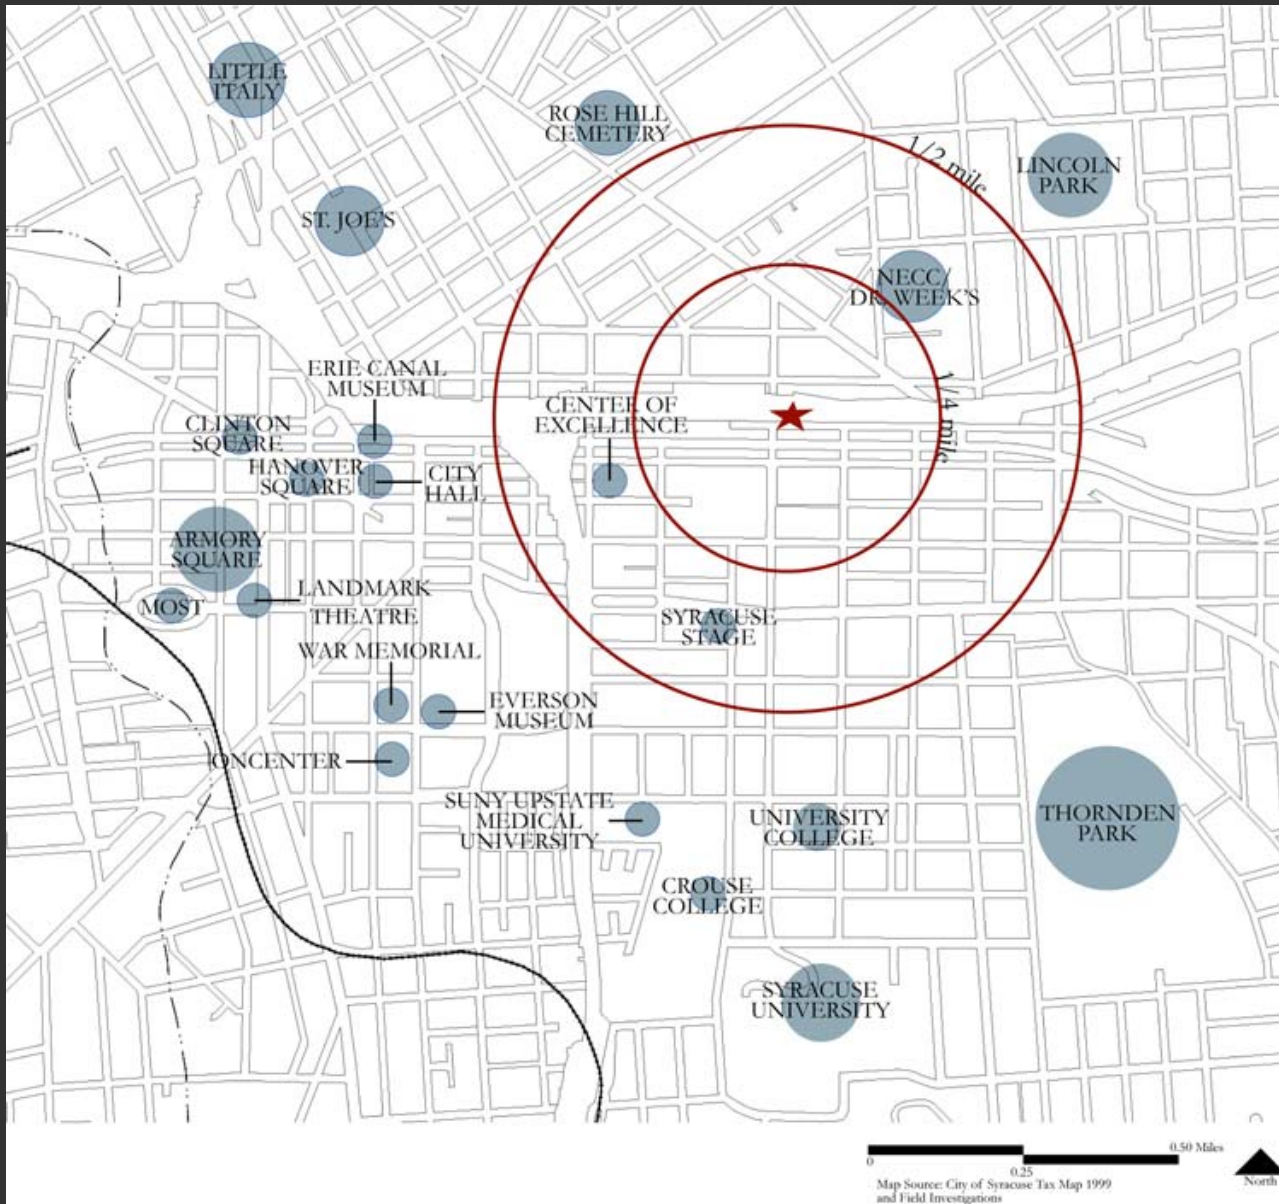 LITTLE
ITALY
ROSE HILL
CEMETERY
1/2 mile
LINCOLN
PARK
ST. JOE'S
NECC/
DR. WEEK'S
ERIE CANAL
MUSEUM
1/4 mile
CENTER OF
EXCELLENCE
CLINTON
SQUARE
HANOVER
SQUARE
CITY
HALL
ARMORY
SQUARE
MOST
LANDMARK
THEATRE
SYRACUSE
STAGE
WAR MEMORIAL
EVERSON
MUSEUM
ONCENTER
SUNY UPSTATE
MEDICAL
UNIVERSITY
UNIVERSITY
COLLEGE
THORNDEN
PARK
CROUSE
COLLEGE
SYRACUSE
UNIVERSITY
0.50 Miles
0
0.25
North
Map Source: City of Syracuse Tax Map 1999
and Field Investigations